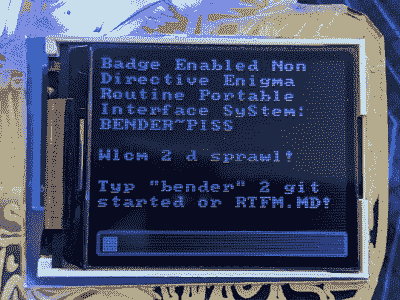 Badge Enabled Non
Directive Enigma
Routine Portable
Interface SyStem:
BENDER~PISS
Wlcm 2 d sprawl!
Typ "bender" 2 git
started or RTFM.MD!